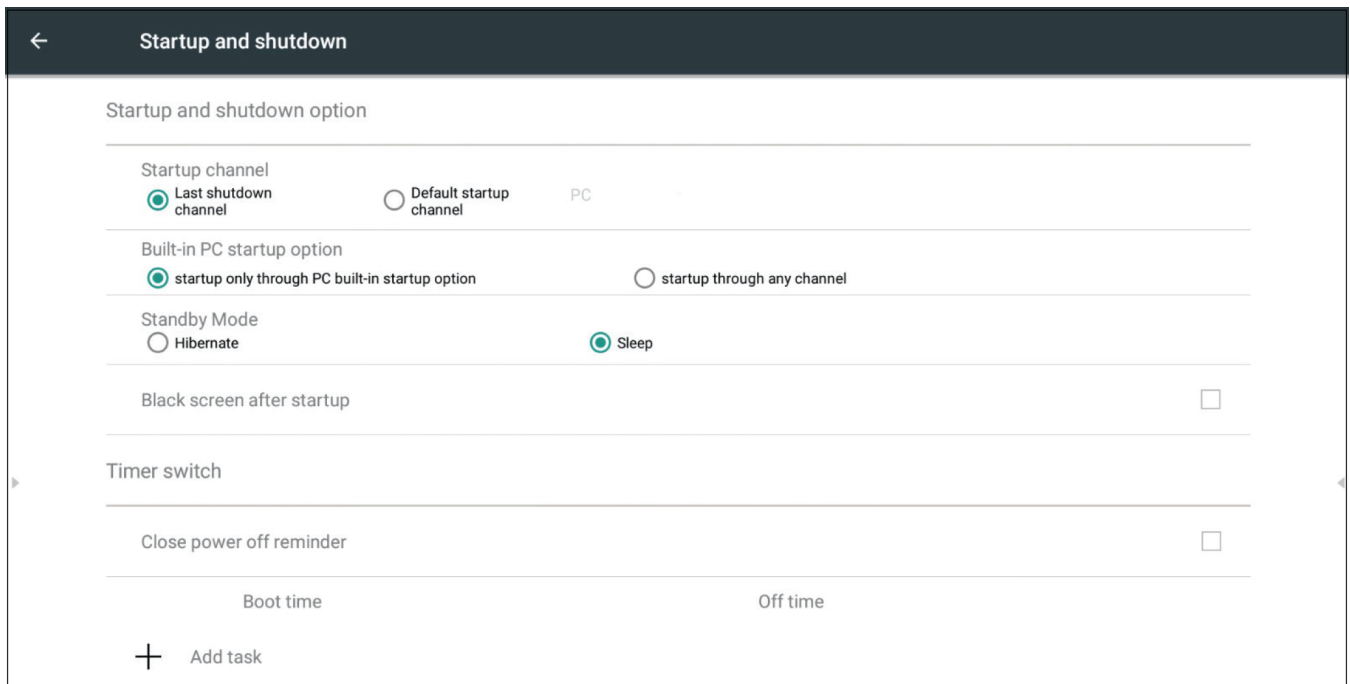 Startup and shutdown
Startup and shutdown option
Startup channel
Last shutdown
channel
Default startup
channel
PC
Built-in PC startup option
startup only through PC built-in startup option
startup through any channel
Standby Mode
Hibernate
Sleep
Black screen after startup
Timer switch
Close power off reminder
Boot time
Off time
Add task